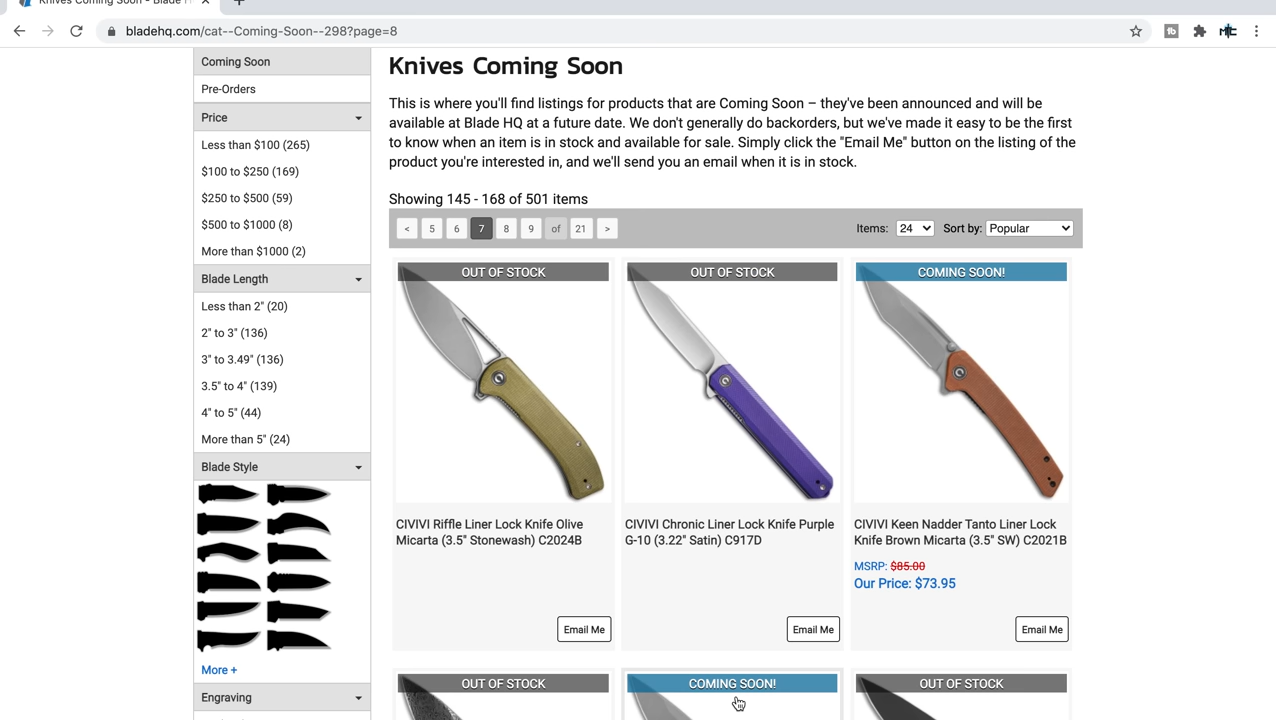 Knives Coming Soon - Blade H
bladehq.com/cat--Coming-Soon--298?page=8
Coming Soon
Pre-Orders
Price
Less than $100 (265)
$100 to $250 (169)
$250 to $500 (59)
$500 to $1000 (8)
More than $1000 (2)
Blade Length
Less than 2" (20)
2" to 3" (136)
3" to 3.49" (136)
3.5" to 4" (139)
4" to 5" (44)
More than 5" (24)
Blade Style
More +
Engraving
Knives Coming Soon
This is where you'll find listings for products that are Coming Soon – they've been announced and will be
available at Blade HQ at a future date. We don't generally do backorders, but we've made it easy to be the first
to know when an item is in stock and available for sale. Simply click the "Email Me" button on the listing of the
product you're interested in, and we'll send you an email when it is in stock.
Showing 145 - 168 of 501 items
< 5 6 7 8 9 of 21 >
Items: 24 Sort by: Popular
OUT OF STOCK
CIVIVI Riffle Liner Lock Knife Olive
Micarta (3.5" Stonewash) C2024B
Email Me
OUT OF STOCK
CIVIVI Chronic Liner Lock Knife Purple
G-10 (3.22" Satin) C917D
Email Me
COMING SOON!
CIVIVI Keen Nadder Tanto Liner Lock
Knife Brown Micarta (3.5" SW) C2021B
MSRP: $85.00
Our Price: $73.95
Email Me
OUT OF STOCK
COMING SOON!
OUT OF STOCK